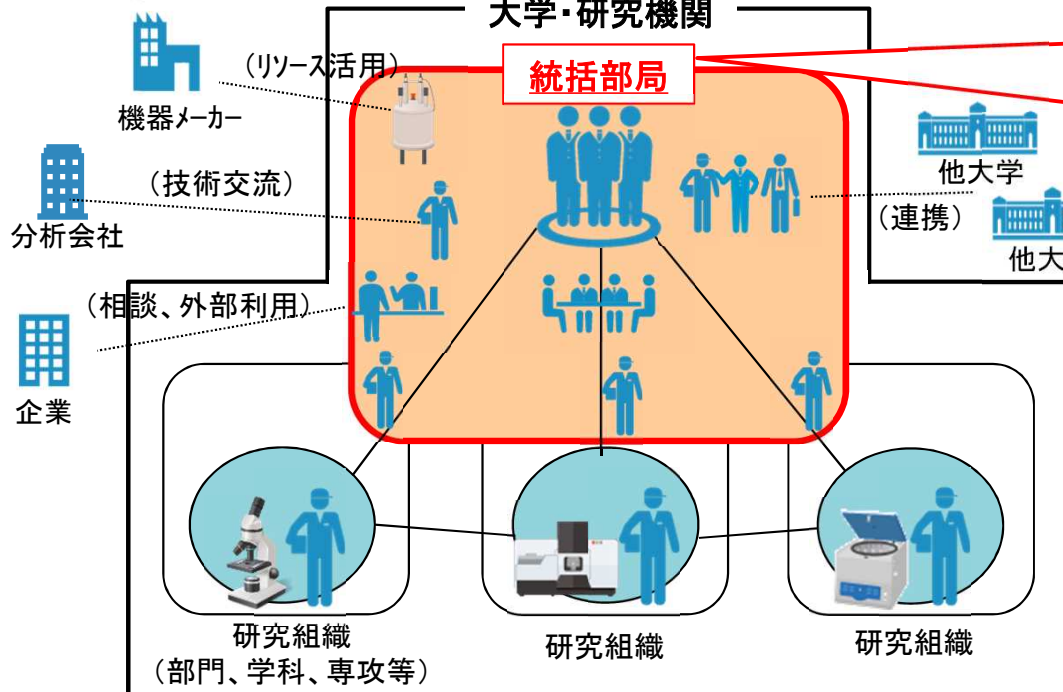 大学・研究機関
統括部局
（リソース活用）
機器メーカー
（技術交流）
分析会社
（相談、外部利用）
企業
他大学
（連携）
他大
研究組織
（部門、学科、専攻等）
研究組織
研究組織